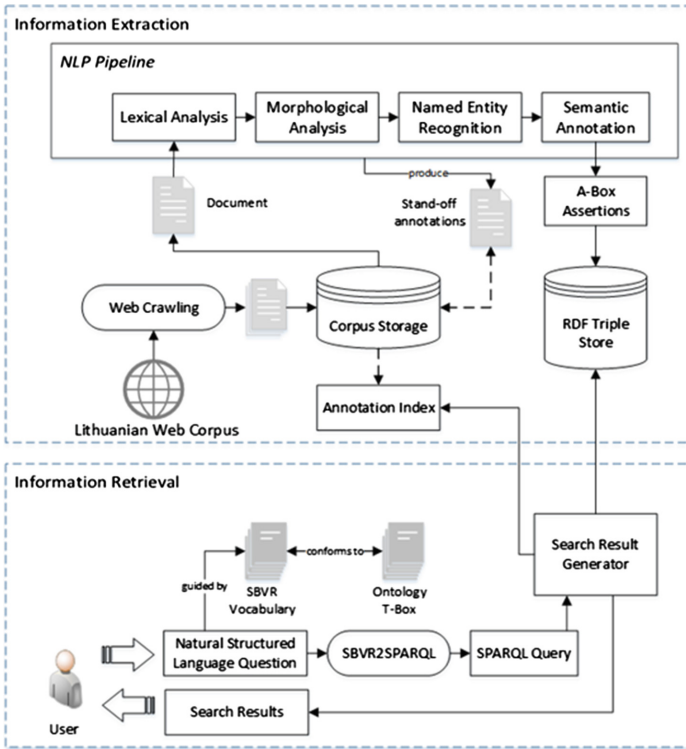 Information Extraction
NLP Pipeline
Lexical Analysis
Morphological
Analysis
Named Entity
Recognition
Semantic
Annotation
produce
Document
Stand-off
annotations
A-Box
Assertions
Web Crawling
Corpus Storage
RDF Triple
Store
Lithuanian Web Corpus
Annotation Index
Information Retrieval
Search Result
Generator
conforms to
guided by
SBVR
Vocabulary
Ontology
T-Box
Natural Structured
Language Question
SBVR2SPARQL
SPARQL Query
User
Search Results